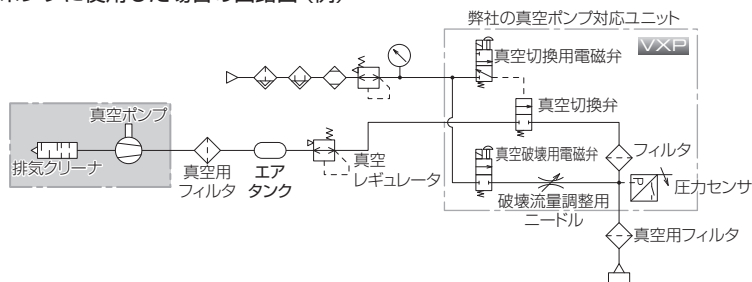 ポンプに使用した場合の回路図（例）
弊社の真空ポンプ対応ユニット
VXP
真空切換用電磁弁
真空ポンプ
真空切換弁
排気クリーナ
真空用
フィルタ
エア
タンク
真空
レギュレータ
真空破壊用電磁弁
フィルタ
破壊流量調整用
ニードル
P
圧力センサ
真空用フィルタ